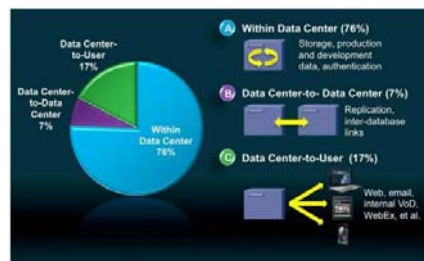 Data Center-
to-User
17%
Data Center-
to-Data
Center
7%
Within
Data Center
76%
A Within Data Center (76%)
Storage, production
and development
data, authentication
B Data Center-to- Data Center (7%)
Replication,
inter-database
links
C Data Center-to-User (17%)
Web, email,
internal VoD,
WebEx, et al.